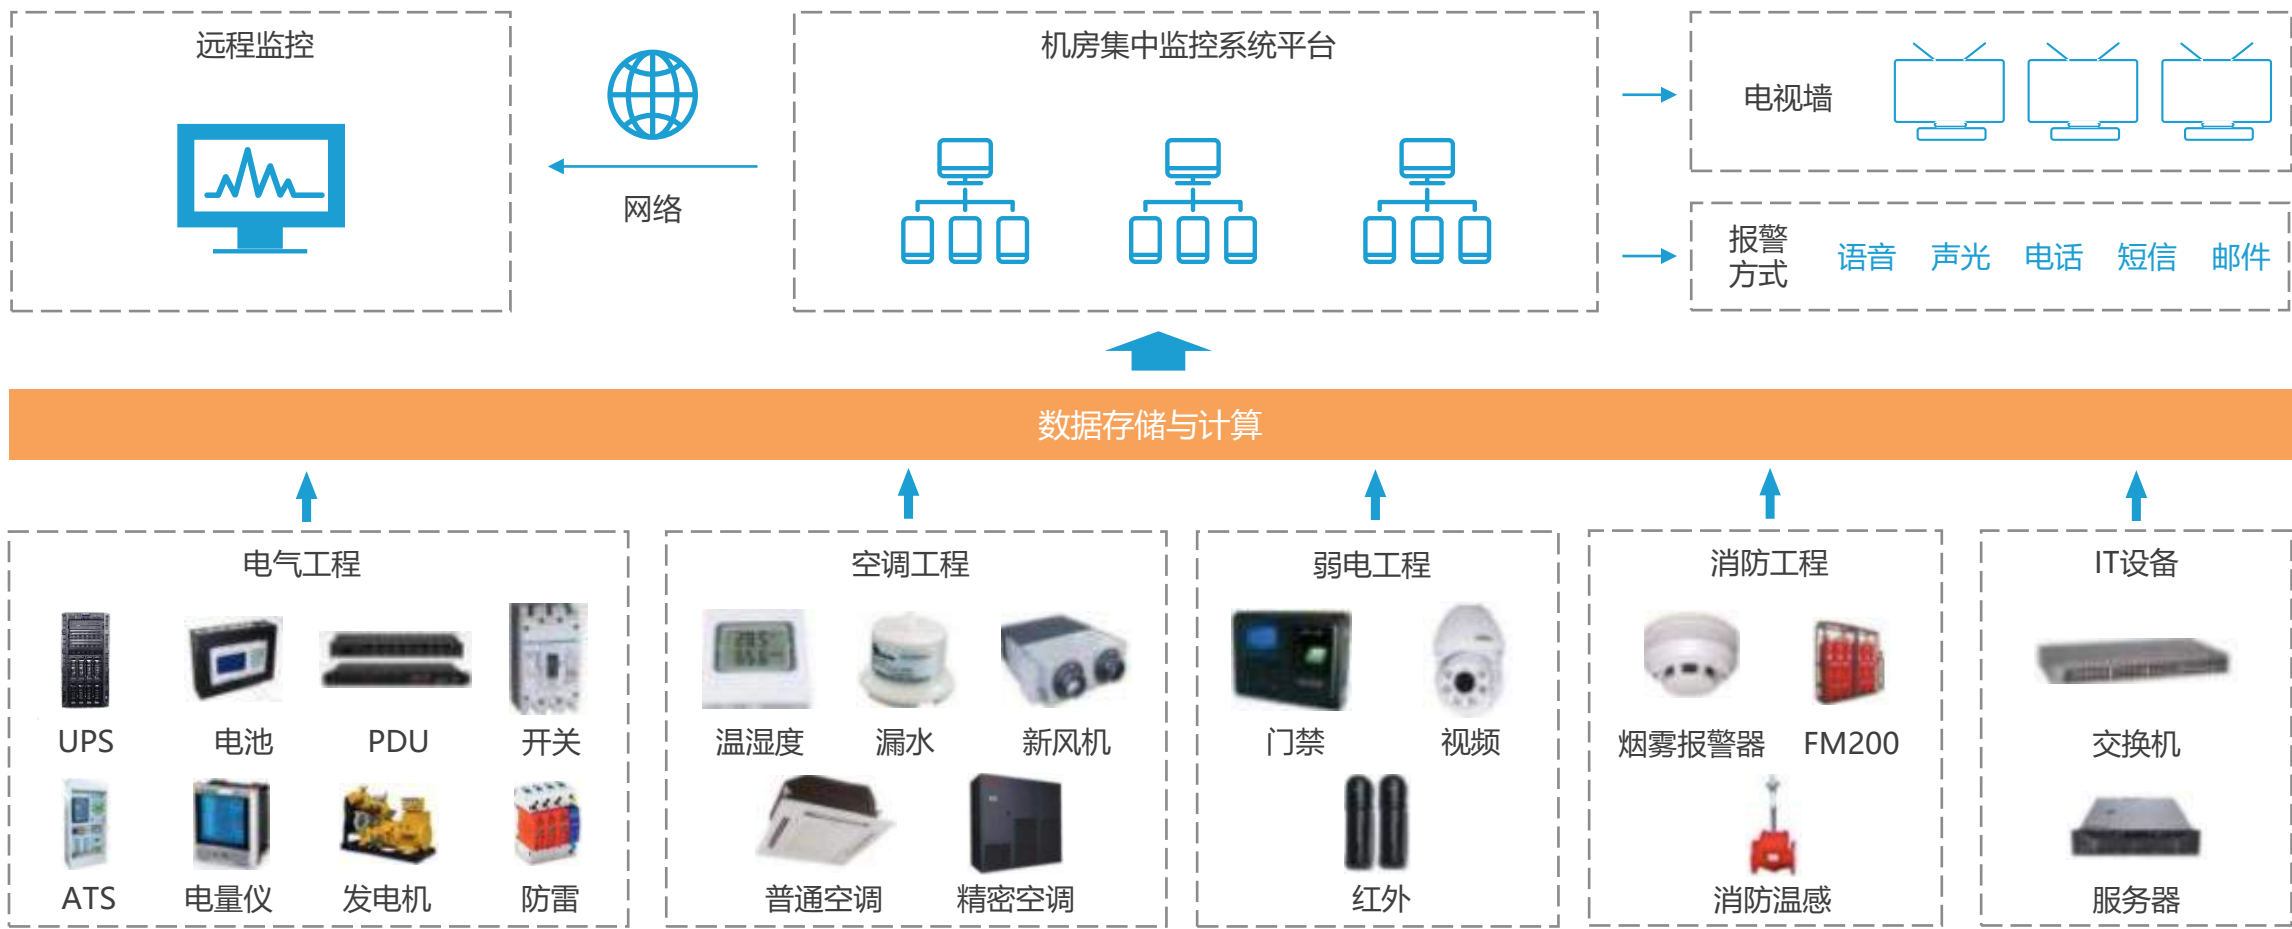 远程监控
网络
机房集中监控系统平台
电视墙
报警
方式
语音 声光 电话 短信 邮件
数据存储与计算
电气工程
UPS 电池 PDU 开关
ATS 电量仪 发电机 防雷
空调工程
温湿度 漏水 新风机
普通空调 精密空调
弱电工程
门禁 视频
红外
消防工程
烟雾报警器 FM200
消防温感
IT设备
交换机
服务器